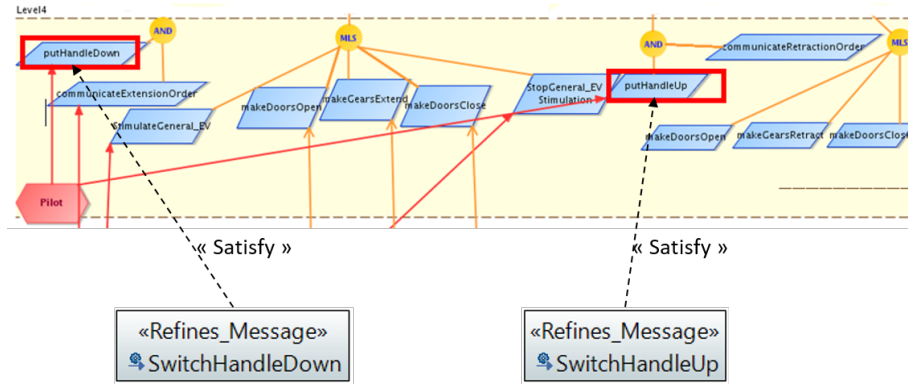 Level4
AND
putHandleDown
communicateExtensionOrder
StimulateGeneral_EV
MLS
makeDoorsOpen
makeGearsExtend
makeDoorsClose
StopGeneral_EV
Stimulation
AND
putHandleUp
communicateRetractionOrder
MLS
makeDoorsOpen
makeGearsRetract
makeDoorsClose
Pilot
« Satisfy »
« Satisfy »
«Refines_Message»
SwitchHandleDown
«Refines_Message»
SwitchHandleUp